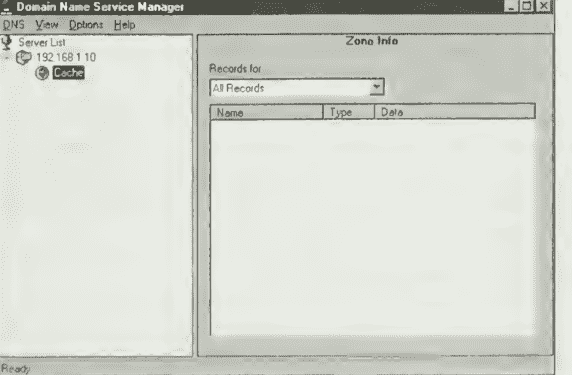 Domain Name Service Manager
DNS View Options Help
Server List
192.168.1.10
Cache
Zone Info
Records for
All Records
Name Type Data
Ready